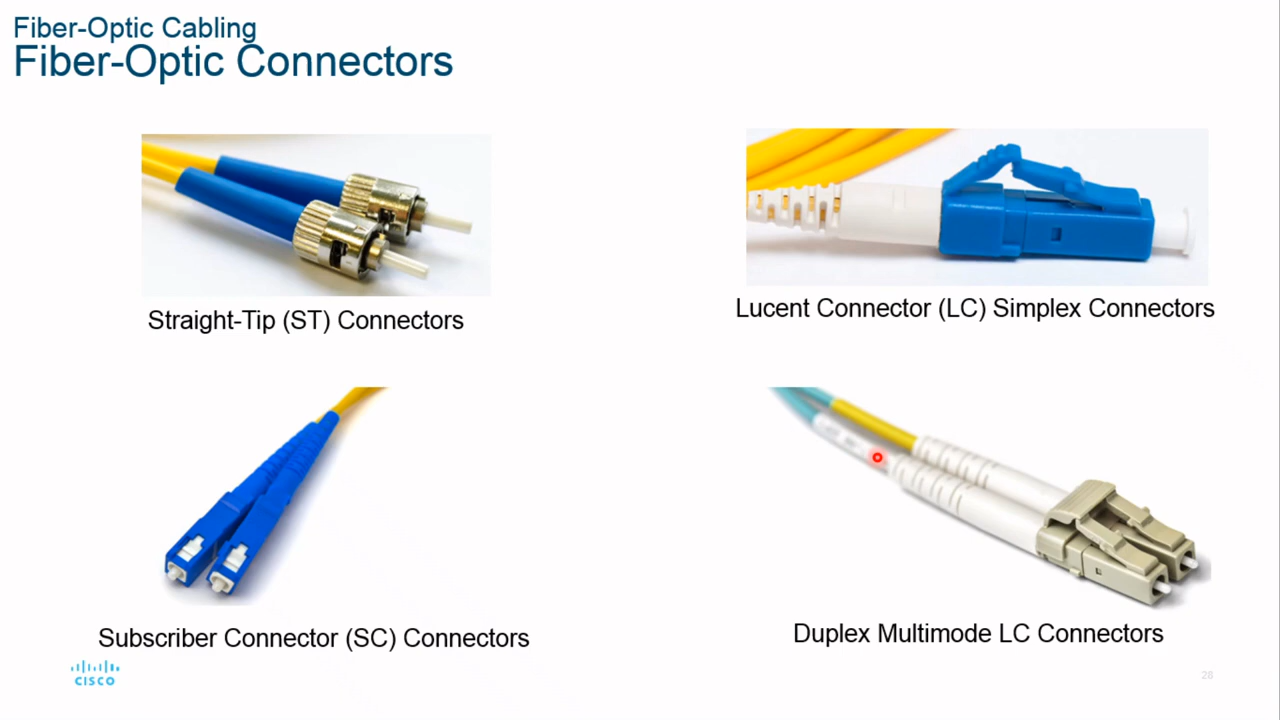 Fiber-Optic Cabling
Fiber-Optic Connectors
Straight-Tip (ST) Connectors
Lucent Connector (LC) Simplex Connectors
Subscriber Connector (SC) Connectors
Duplex Multimode LC Connectors
CISCO
28